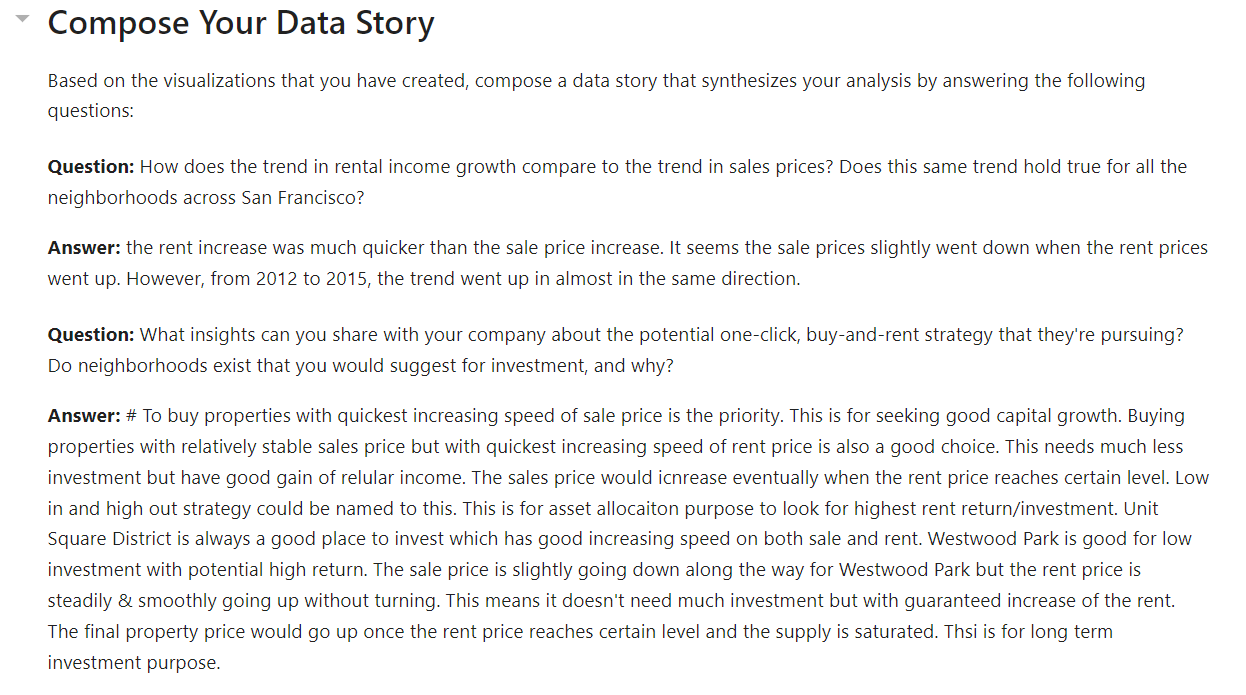 Compose Your Data Story
Based on the visualizations that you have created, compose a data story that synthesizes your analysis by answering the following
questions:
Question: How does the trend in rental income growth compare to the trend in sales prices? Does this same trend hold true for all the
neighborhoods across San Francisco?
Answer: the rent increase was much quicker than the sale price increase. It seems the sale prices slightly went down when the rent prices
went up. However, from 2012 to 2015, the trend went up in almost in the same direction.
Question: What insights can you share with your company about the potential one-click, buy-and-rent strategy that they're pursuing?
Do neighborhoods exist that you would suggest for investment, and why?
Answer: # To buy properties with quickest increasing speed of sale price is the priority. This is for seeking good capital growth. Buying
properties with relatively stable sales price but with quickest increasing speed of rent price is also a good choice. This needs much less
investment but have good gain of relular income. The sales price would icnrease eventually when the rent price reaches certain level. Low
in and high out strategy could be named to this. This is for asset allocaiton purpose to look for highest rent return/investment. Unit
Square District is always a good place to invest which has good increasing speed on both sale and rent. Westwood Park is good for low
investment with potential high return. The sale price is slightly going down along the way for Westwood Park but the rent price is
steadily & smoothly going up without turning. This means it doesn't need much investment but with guaranteed increase of the rent.
The final property price would go up once the rent price reaches certain level and the supply is saturated. Thsi is for long term
investment purpose.